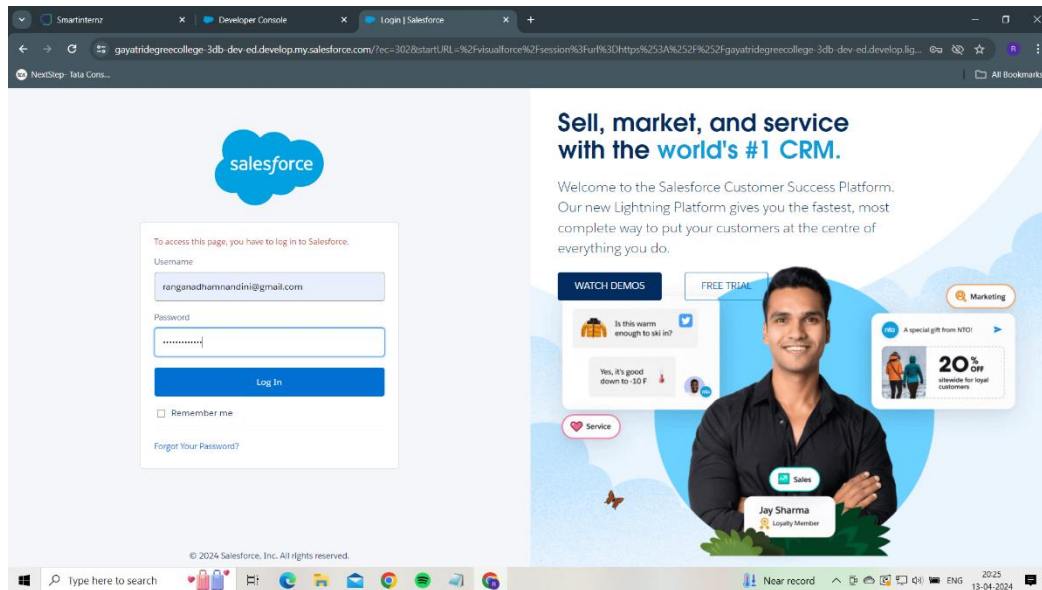 Smartinternz
Developer Console
Login | Salesforce
gayatridegreecollege-3db-dev-ed.develop.my.salesforce.com/?ec=302&startURL=%2Fvisualforce%2Fsession%3Furl%3Dhttps%253A%252F%252Fgayatridegreecollege-3db-dev-ed.develop.lig...
R
NextStep- Tata Cons...
All Bookmarks
salesforce
To access this page, you have to log in to Salesforce.
Username
ranganadhamnandini@gmail.com
Password
Log In
Remember me
Forgot Your Password?
© 2024 Salesforce, Inc. All rights reserved.
Sell, market, and service
with the world's #1 CRM.
Welcome to the Salesforce Customer Success Platform.
Our new Lightning Platform gives you the fastest, most
complete way to put your customers at the centre of
everything you do.
WATCH DEMOS
FREE TRIAL
Is this warm
enough to ski in?
Yes, it's good
down to -10 F
nto
Service
Marketing
nto
A special gift from NTO!
20% OFF
sitewide for loyal
customers
Sales
Jay Sharma
Loyalty Member
Type here to search
Near record
ENG
20:25
13-04-2024